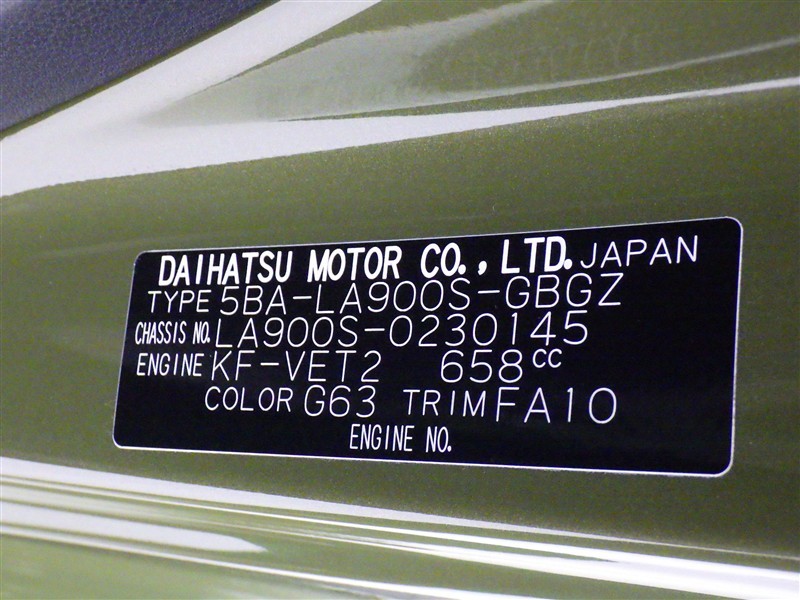 DAIHATSU MOTOR CO., LTD. JAPAN
TYPE 5BA-LA900S-GBGZ
CHASSIS NO. LA900S-0230145
ENGINE KF-VET2 658cc
COLOR G63 TRIM FA10
ENGINE NO.